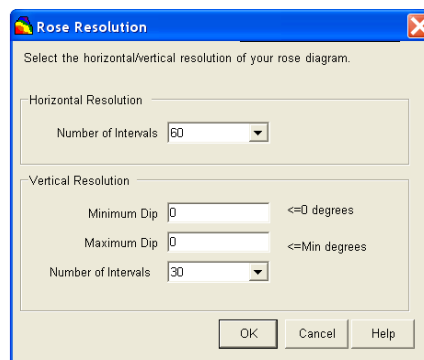 Rose Resolution
Select the horizontal/vertical resolution of your rose diagram.
Horizontal Resolution
Number of Intervals 60
Vertical Resolution
Minimum Dip 0 <=0 degrees
Maximum Dip 0 <=Min degrees
Number of Intervals 30
OK Cancel Help